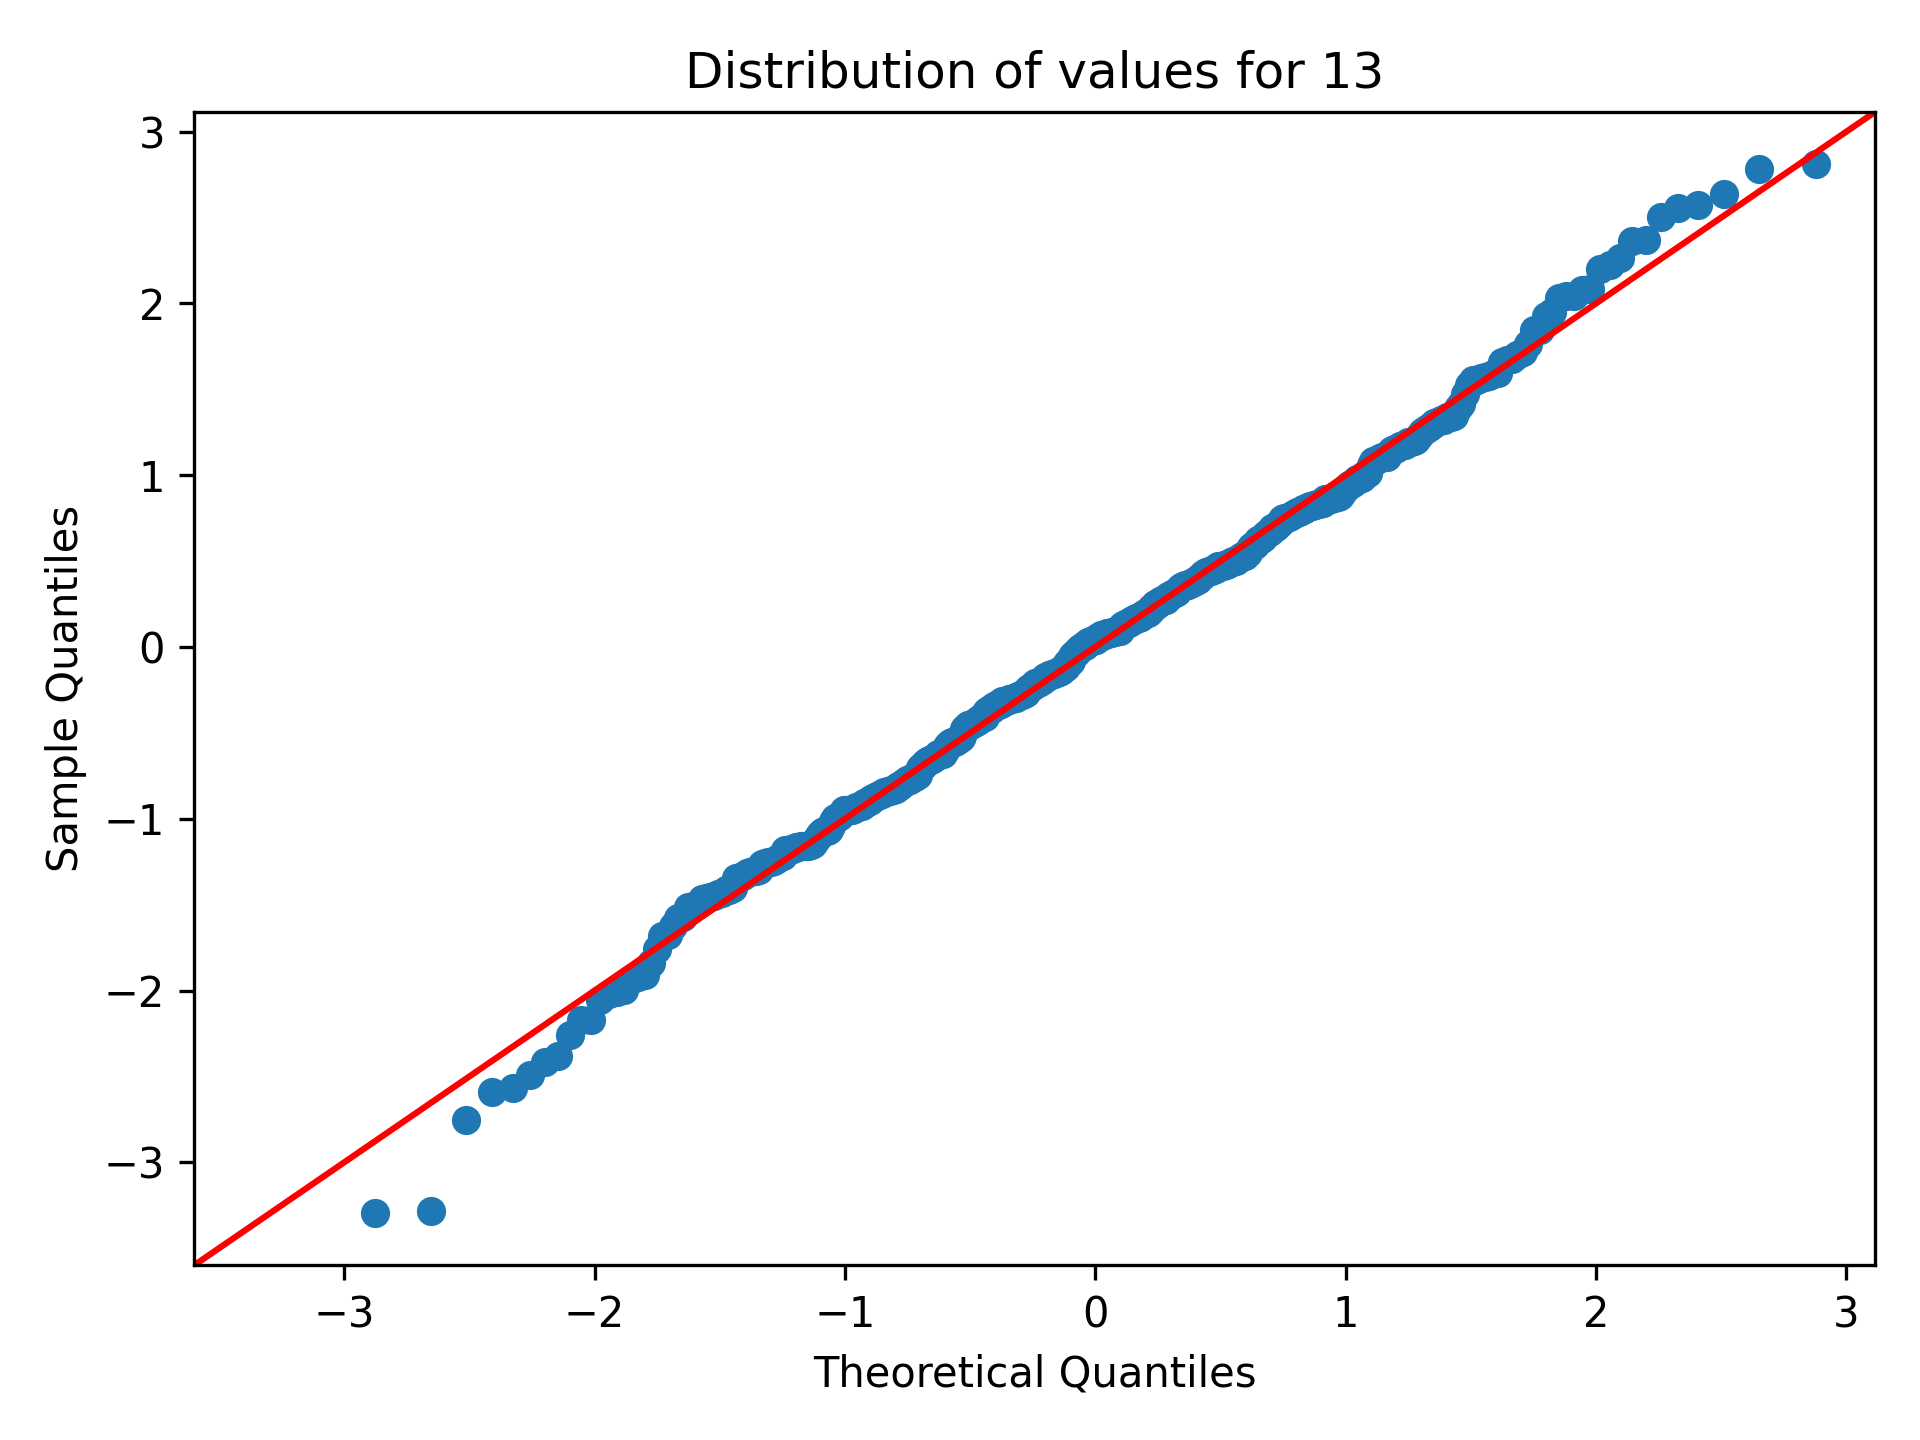 Distribution of values for 13
3
2
1
0
−1
−2
−3
Sample Quantiles
−3 −2 −1 0 1 2 3
Theoretical Quantiles